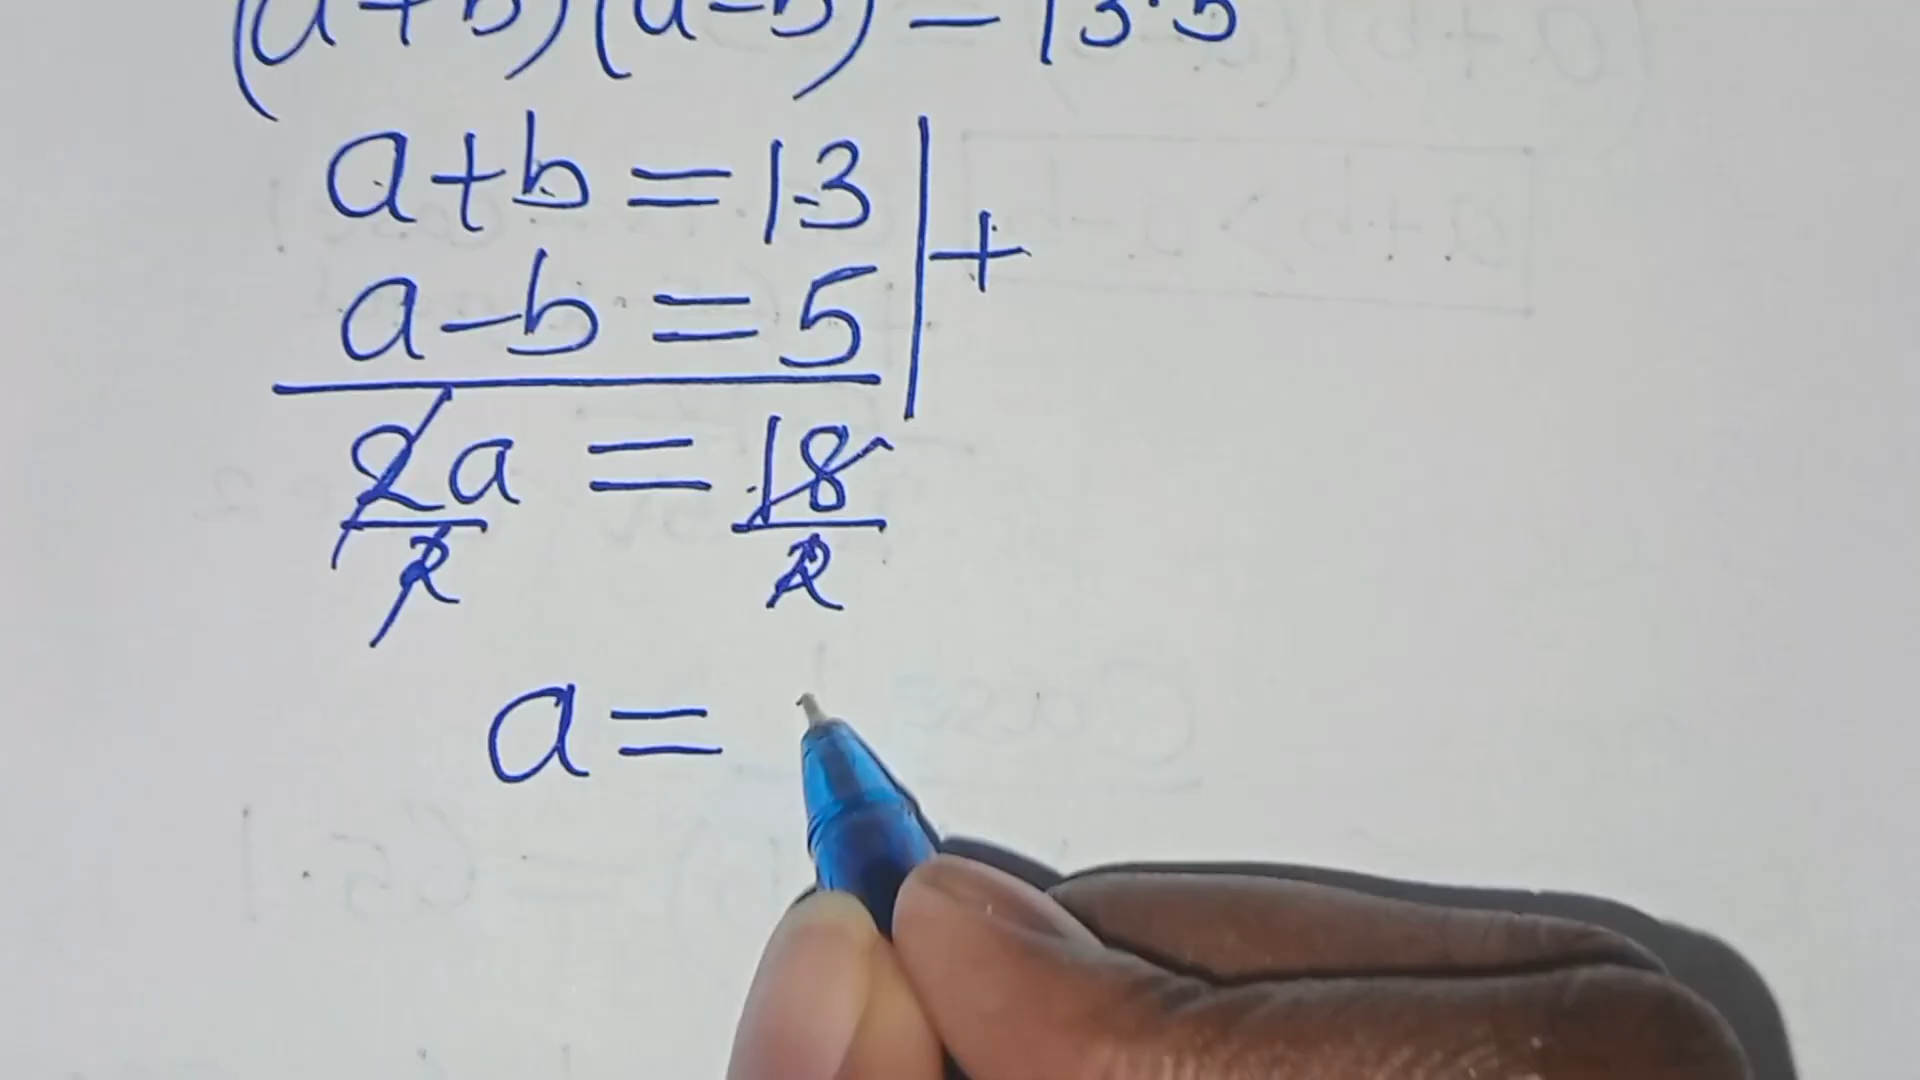 (a+b)(a-b) = 13.5
a+b = 13
a-b = 5 | +
2a = 18
2 2
a =